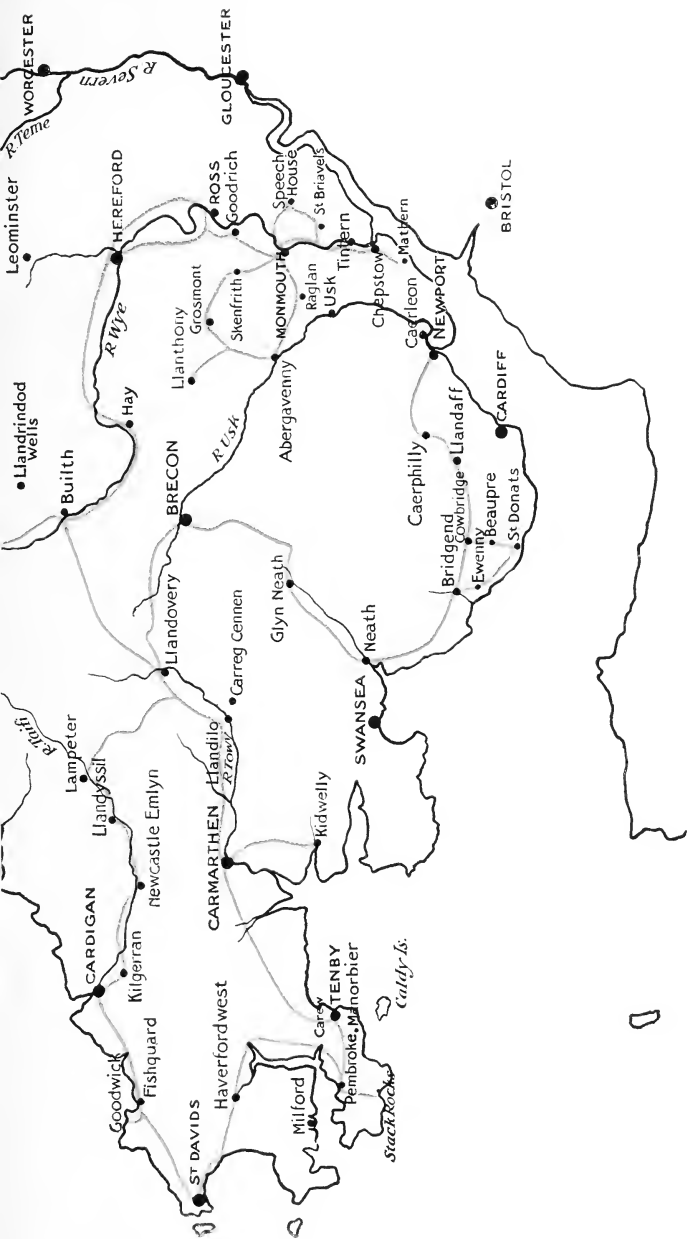 WORCESTER
R Severn
GLOUCESTER
R Teme
Leominster
HEREFORD
ROSS
Goodrich
Speech
House
St Briavels
BRISTOL
R Wye
Grosmont
Skenfrith
MONMOUTH
Raglan
Usk
Tintern
Chepstow
Mathern
Caerleon
NEWPORT
Llanthony
Abergavenny
Llandrindod
Wells
Hay
Builth
R Usk
BRECON
CARDIFF
Llandaff
Caerphilly
Cowbridge
Beaupre
St Donats
Bridgend
Ewenny
Llandovery
Glyn Neath
Neath
Carreg Cennen
SWANSEA
R Taifi
Lampeter
Llandyssil
Llandilo
R Towy
Newcastle Emlyn
CARMARTHEN
Kidwelly
CARDIGAN
Kilgerran
TENBY
Manorbier
Caldy Is.
Carew
Pembroke
Goodwick
Fishguard
Haverfordwest
Milford
Stack Rocks
ST DAVIDS